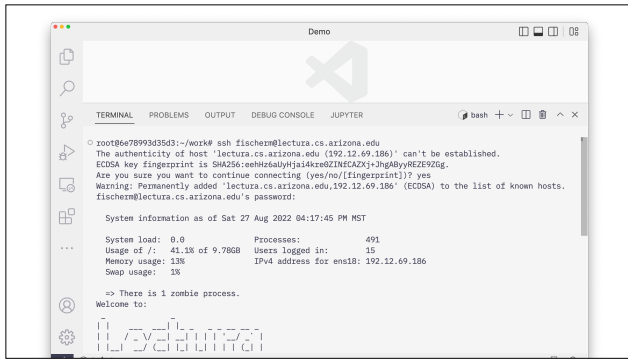 Demo
TERMINAL PROBLEMS OUTPUT DEBUG CONSOLE JUPYTER bash
root@6e78993d35d3:~/work# ssh fischerm@lectura.cs.arizona.edu
The authenticity of host 'lectura.cs.arizona.edu (192.12.69.186)' can't be established.
ECDSA key fingerprint is SHA256:eehHz6aUyHjai4kre0ZINfCAZXj+JhgAByyREZE9ZGg.
Are you sure you want to continue connecting (yes/no/[fingerprint])? yes
Warning: Permanently added 'lectura.cs.arizona.edu,192.12.69.186' (ECDSA) to the list of known hosts.
fischerm@lectura.cs.arizona.edu's password:
System information as of Sat 27 Aug 2022 04:17:45 PM MST
System load: 0.0 Processes: 491
Usage of /: 41.1% of 9.78GB Users logged in: 15
Memory usage: 13% IPv4 address for ens18: 192.12.69.186
Swap usage: 1%
=> There is 1 zombie process.
Welcome to: